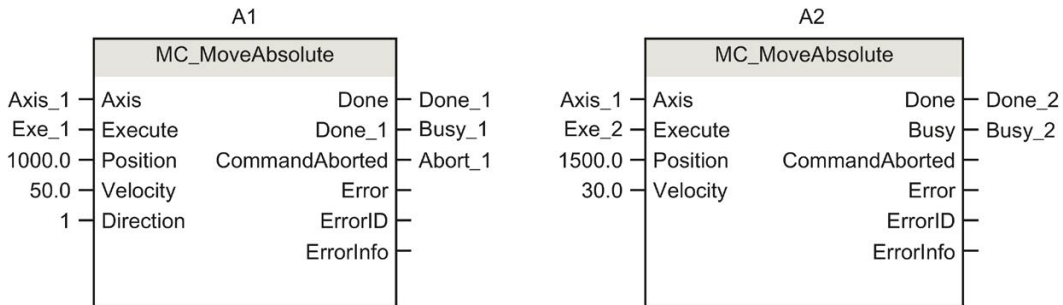 A1
MC_MoveAbsolute
Axis_1 Axis Done Done_1
Exe_1 Execute Done_1 Busy_1
1000.0 Position CommandAborted Abort_1
50.0 Velocity Error
1 Direction ErrorID
ErrorInfo
A2
MC_MoveAbsolute
Axis_1 Axis Done Done_2
Exe_2 Execute Busy Busy_2
1500.0 Position CommandAborted
30.0 Velocity Error
ErrorID
ErrorInfo